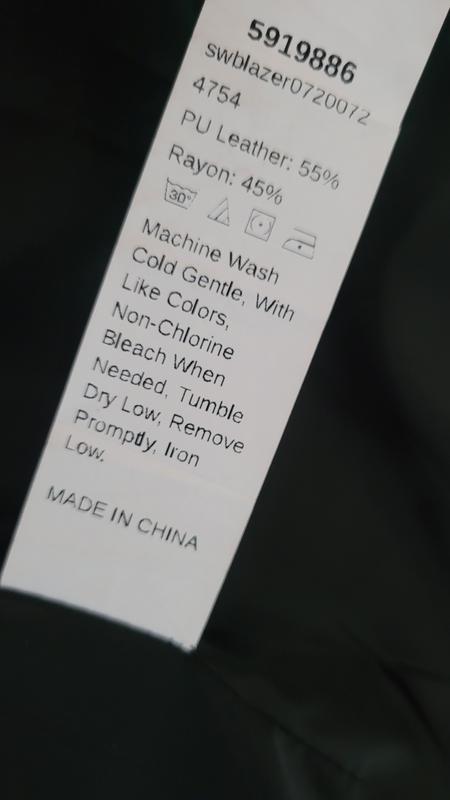 5919886
swblazer0720072
4754
PU Leather: 55%
Rayon: 45%
30°
Machine Wash
Cold Gentle, With
Like Colors,
Non-Chlorine
Bleach When
Needed, Tumble
Dry Low, Remove
Promptly, Iron
Low.
MADE IN CHINA